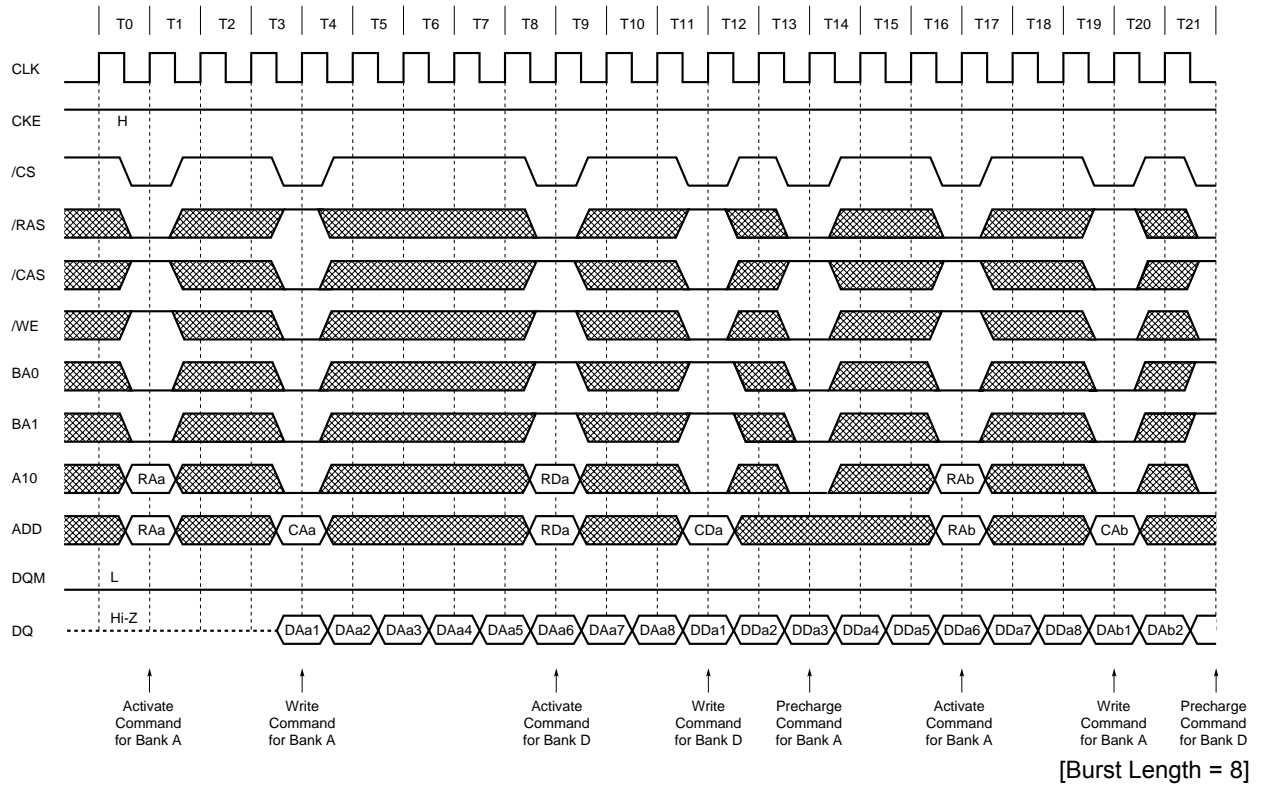 T0 T1 T2 T3 T4 T5 T6 T7 T8 T9 T10 T11 T12 T13 T14 T15 T16 T17 T18 T19 T20 T21
CLK
CKE H
/CS
/RAS
/CAS
/WE
BA0
BA1
A10 RAa RDa RAb
ADD RAa CAa RDa CDa RAb CAb
DQM L
DQ Hi-Z DAa1 DAa2 DAa3 DAa4 DAa5 DAa6 DAa7 DAa8 DDa1 DDa2 DDa3 DDa4 DDa5 DDa6 DDa7 DDa8 DAb1 DAb2
Activate
Command
for Bank A
Write
Command
for Bank A
Activate
Command
for Bank D
Write
Command
for Bank D
Precharge
Command
for Bank A
Activate
Command
for Bank A
Write
Command
for Bank A
Precharge
Command
for Bank D
[Burst Length = 8]